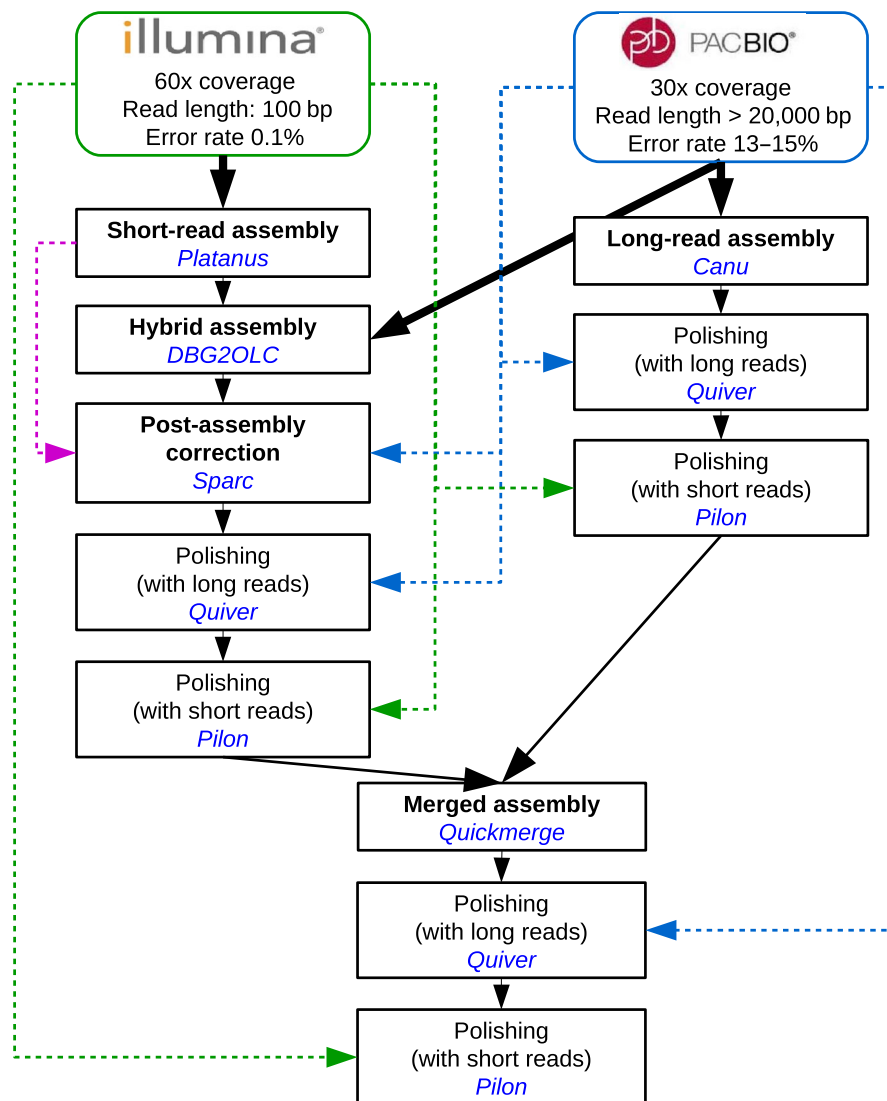 illumina®
60x coverage
Read length: 100 bp
Error rate 0.1%
pb PACBIO®
30x coverage
Read length > 20,000 bp
Error rate 13–15%
Short-read assembly
Platanus
Hybrid assembly
DBG2OLC
Post-assembly
correction
Sparc
Polishing
(with long reads)
Quiver
Polishing
(with short reads)
Pilon
Long-read assembly
Canu
Polishing
(with long reads)
Quiver
Polishing
(with short reads)
Pilon
Merged assembly
Quickmerge
Polishing
(with long reads)
Quiver
Polishing
(with short reads)
Pilon